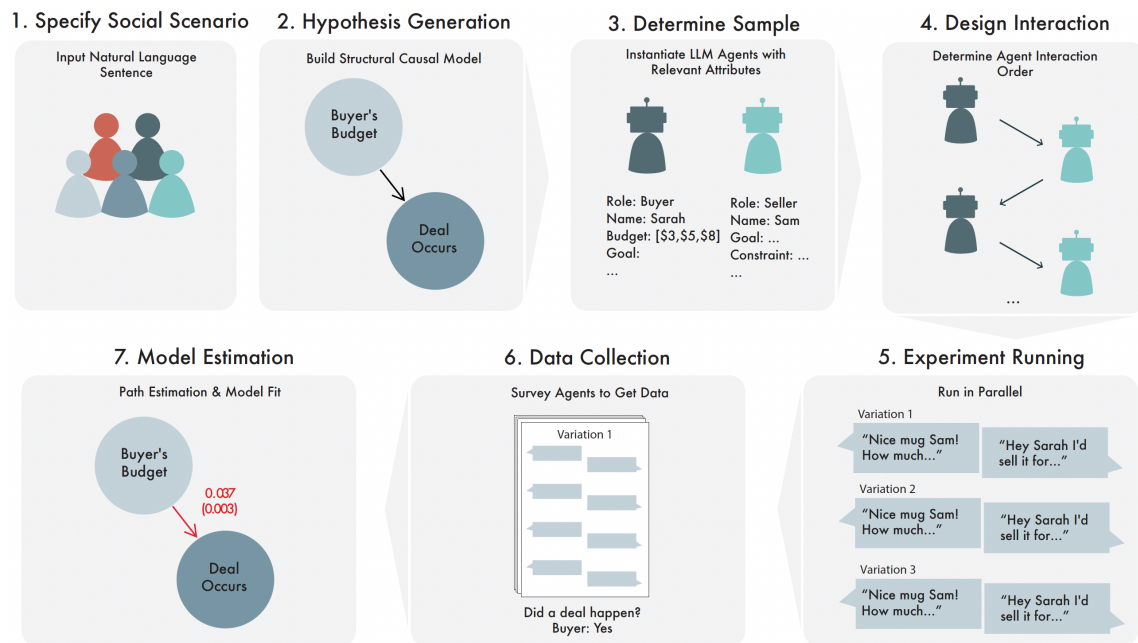 1. Specify Social Scenario
Input Natural Language
Sentence
2. Hypothesis Generation
Build Structural Causal Model
Buyer's
Budget
Deal
Occurs
3. Determine Sample
Instantiate LLM Agents with
Relevant Attributes
Role: Buyer
Name: Sarah
Budget: [$3,$5,$8]
Goal:
...
Role: Seller
Name: Sam
Goal: ...
Constraint: ...
...
4. Design Interaction
Determine Agent Interaction
Order
...
7. Model Estimation
Path Estimation & Model Fit
Buyer's
Budget
0.037
(0.003)
Deal
Occurs
6. Data Collection
Survey Agents to Get Data
Variation 1
Did a deal happen?
Buyer: Yes
5. Experiment Running
Run in Parallel
Variation 1
“Nice mug Sam!
How much...”
“Hey Sarah I'd
sell it for...”
Variation 2
“Nice mug Sam!
How much...”
“Hey Sarah I'd
sell it for...”
Variation 3
“Nice mug Sam!
How much...”
“Hey Sarah I'd
sell it for...”